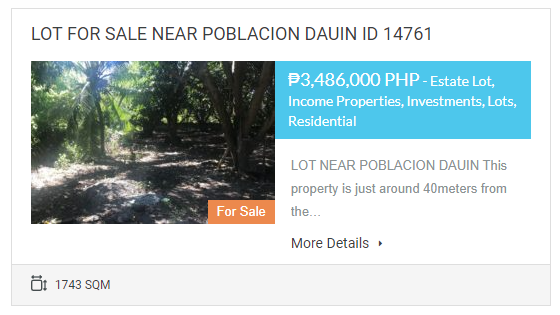 LOT FOR SALE NEAR POBLACION DAUIN ID 14761
₱3,486,000 PHP - Estate Lot,
Income Properties, Investments, Lots,
Residential
LOT NEAR POBLACION DAUIN This
property is just around 40meters from
the...
For Sale
More Details
1743 SQM